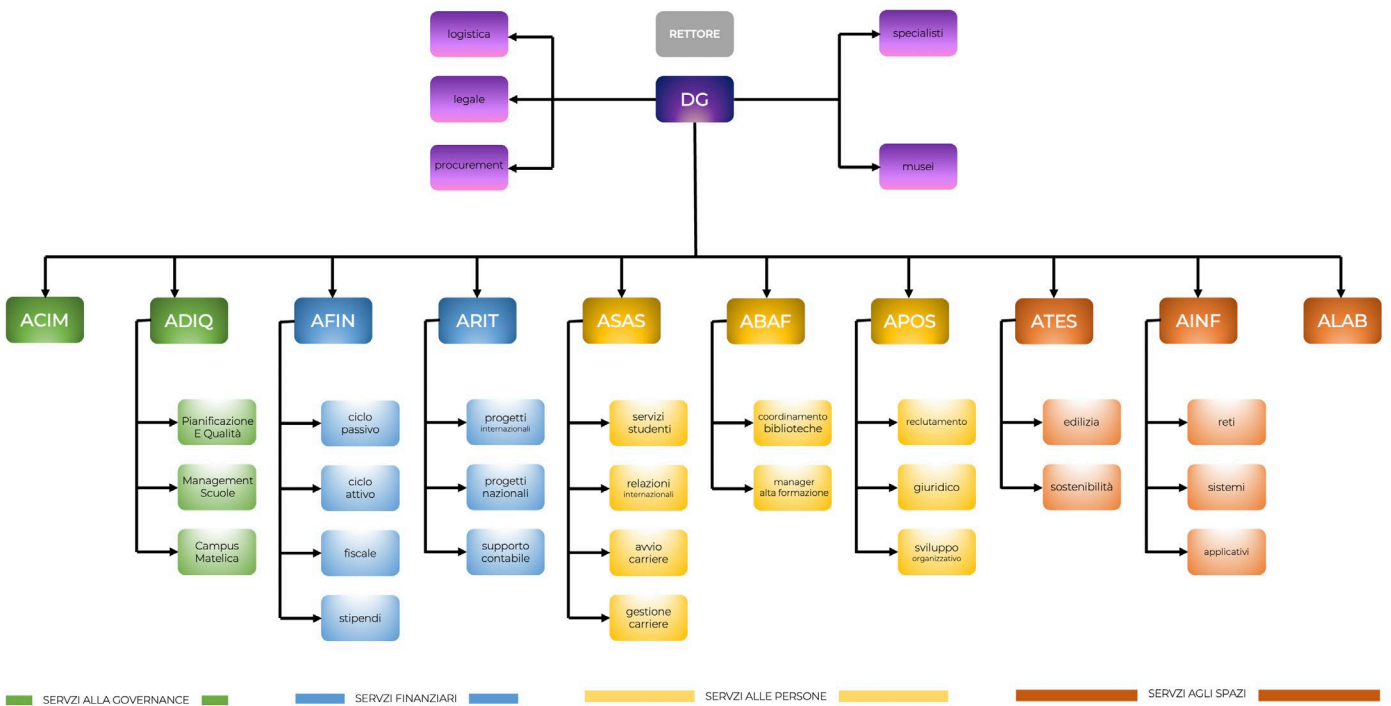 logistica
RETTORE
specialisti
legale
DG
procurement
musei
ACIM
ADIQ
AFIN
ARIT
ASAS
ABAF
APOS
ATES
AINF
ALAB
Pianificazione
E Qualità
Management
Scuole
Campus
Matelica
ciclo
passivo
ciclo
attivo
fiscale
stipendi
progetti
internazionali
progetti
nazionali
supporto
contabile
servizi
studenti
relazioni
internazionali
avvio
carriere
gestione
carriere
coordinamento
biblioteche
manager
alta formazione
reclutamento
giuridico
sviluppo
organizzativo
edilizia
sostenibilità
reti
sistemi
applicativi
SERVZI ALLA GOVERNANCE
SERVZI FINANZIARI
SERVZI ALLE PERSONE
SERVZI AGLI SPAZI